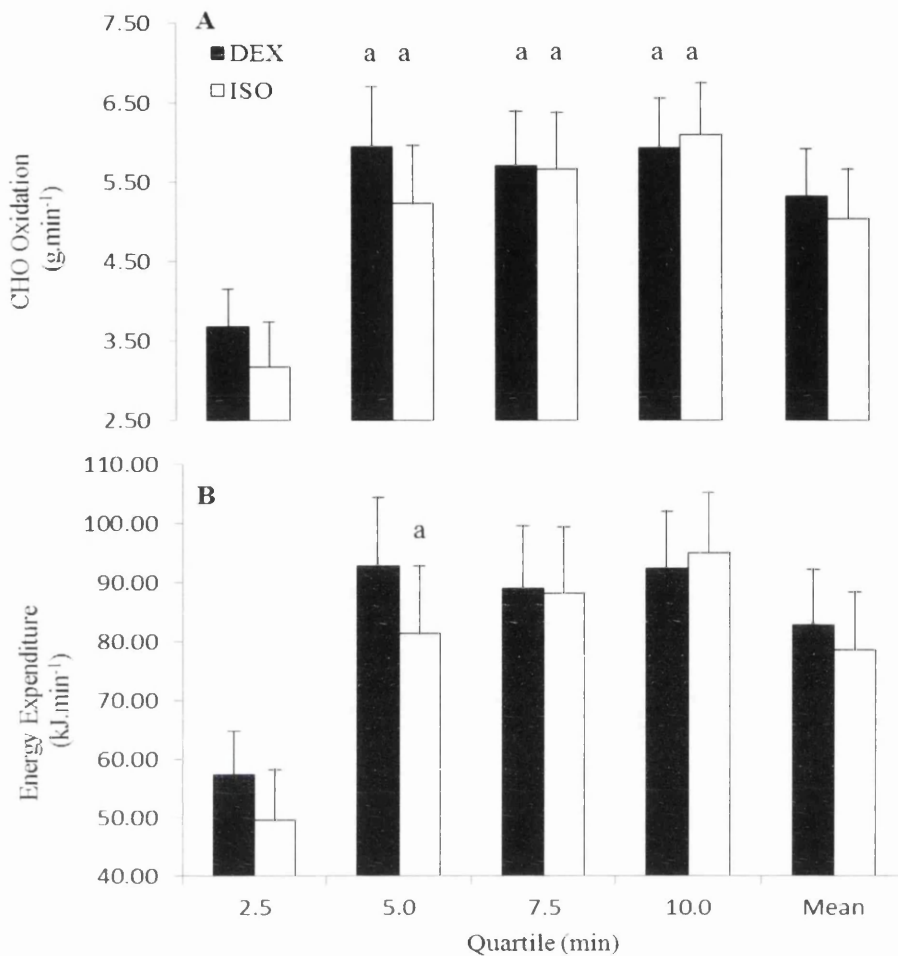 A
DEX
ISO
a a a a a a
7.50
6.50
5.50
4.50
3.50
2.50
CHO Oxidation
(g.min⁻¹)
B
a
110.00
100.00
90.00
80.00
70.00
60.00
50.00
40.00
Energy Expenditure
(kJ.min⁻¹)
2.5 5.0 7.5 10.0 Mean
Quartile (min)